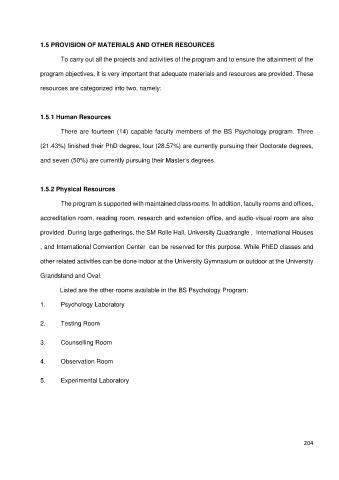 1.5 PROVISION OF MATERIALS AND OTHER RESOURCES
To carry out all the projects and activities of the program and to ensure the attainment of the
program objectives, it is very important that adequate materials and resources are provided. These
resources are categorized into two, namely:
1.5.1 Human Resources
There are fourteen (14) capable faculty members of the BS Psychology program. Three
(21.43%) finished their PhD degree, four (28.57%) are currently pursuing their Doctorate degrees,
and seven (50%) are currently pursuing their Master's degrees.
1.5.2 Physical Resources
The program is supported with maintained classrooms. In addition, faculty rooms and offices,
accreditation room, reading room, research and extension office, and audio-visual room are also
provided. During large gatherings, the SM Rolle Hall, University Quadrangle , International Houses
, and International Convention Center can be reserved for this purpose. While PhED classes and
other related activities can be done indoor at the University Gymnasium or outdoor at the University
Grandstand and Oval.
Listed are the other rooms available in the BS Psychology Program:
1. Psychology Laboratory
2. Testing Room
3. Counselling Room
4. Observation Room
5. Experimental Laboratory
204